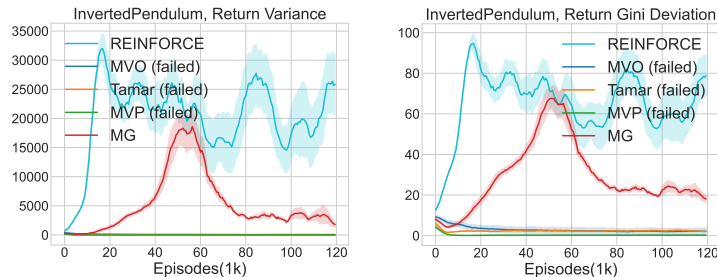 InvertedPendulum, Return Variance
35000
30000
25000
20000
15000
10000
5000
0
REINFORCE
MVO (failed)
Tamar (failed)
MVP (failed)
MG
0 20 40 60 80 100 120
Episodes(1k)
InvertedPendulum, Return Gini Deviation
100
80
60
40
20
0
REINFORCE
MVO (failed)
Tamar (failed)
MVP (failed)
MG
0 20 40 60 80 100 120
Episodes(1k)